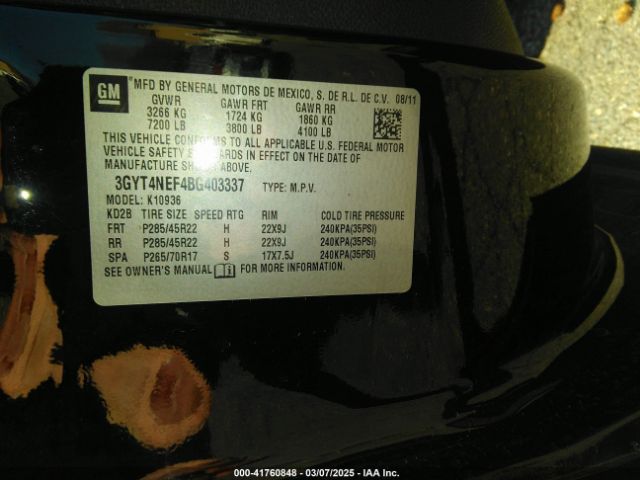 GM
MFD BY GENERAL MOTORS DE MEXICO, S. DE R.L. DE C.V. 08/11
GVWR GAWR FRT GAWR RR
3266 KG 1724 KG 1860 KG
7200 LB 3800 LB 4100 LB
THIS VEHICLE CONFORMS TO ALL APPLICABLE U.S. FEDERAL MOTOR
VEHICLE SAFETY STANDARDS IN EFFECT ON THE DATE OF
MANUFACTURE SHOWN ABOVE.
3GYT4NEF4BG403337 TYPE: M.P.V.
MODEL: K10936
KD2B TIRE SIZE SPEED RTG RIM COLD TIRE PRESSURE
FRT P285/45R22 H 22X9J 240KPA(35PSI)
RR P285/45R22 H 22X9J 240KPA(35PSI)
SPA P265/70R17 S 17X7.5J 240KPA(35PSI)
SEE OWNER'S MANUAL FOR MORE INFORMATION.
000-41760848 — 03/07/2025 — IAA Inc.